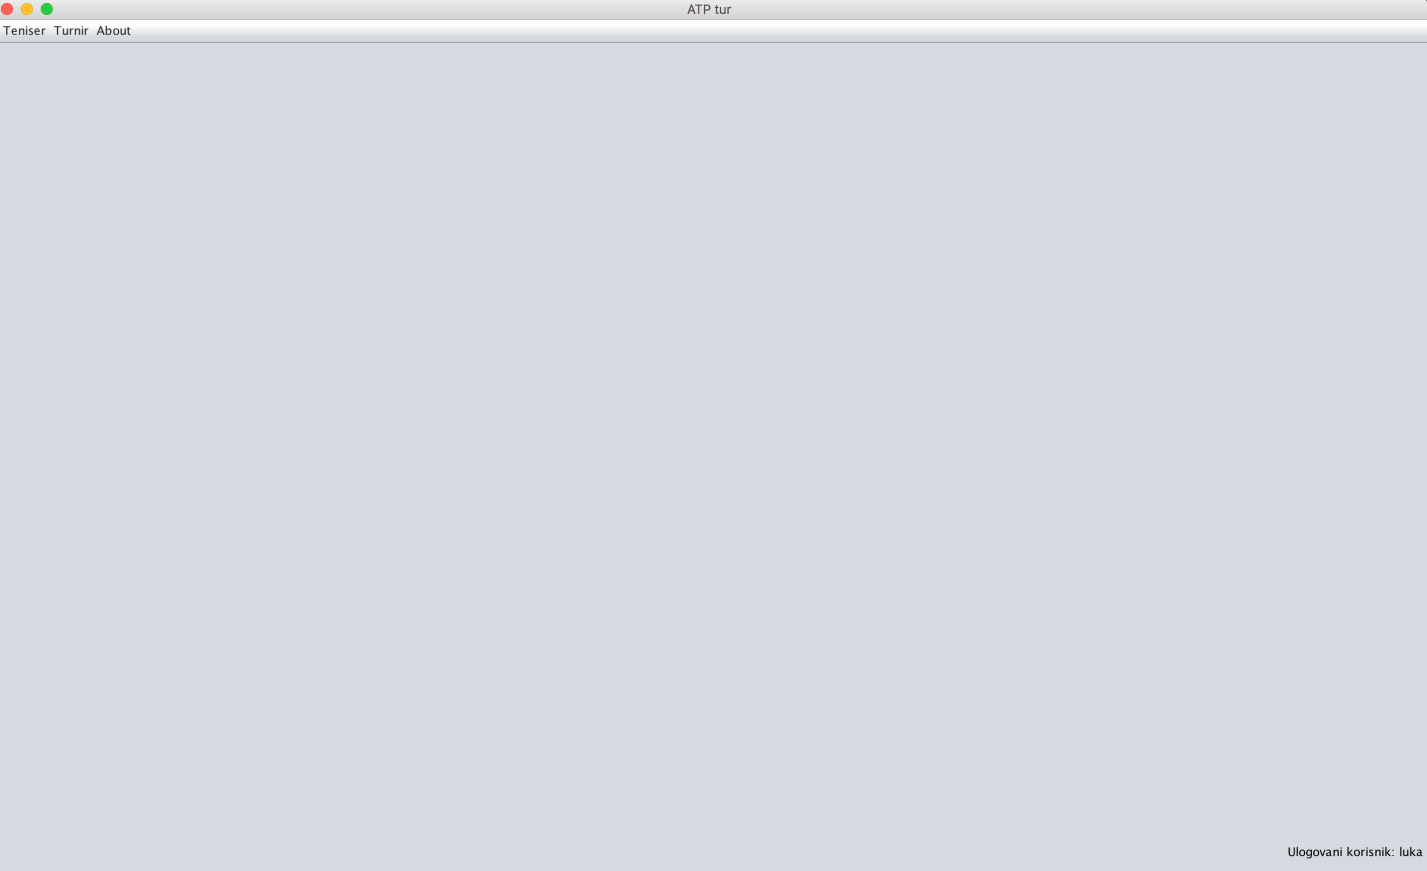 ATP tur
Teniser Turnir About
Ulogovani korisnik: luka